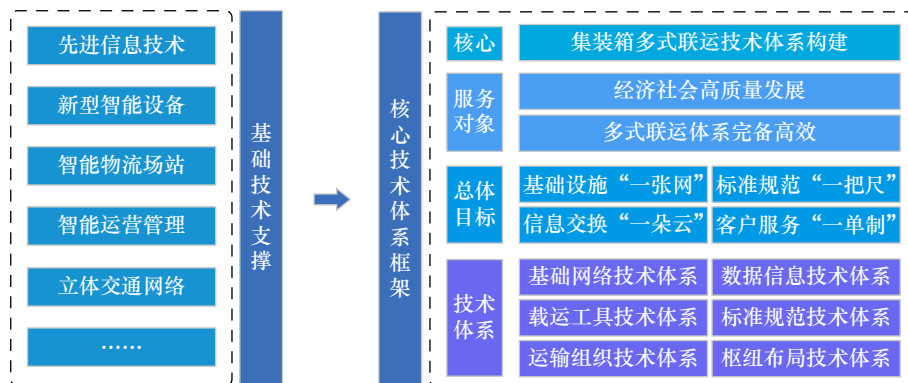 先进信息技术
新型智能设备
智能物流场站
智能运营管理
立体交通网络
……
基础技术支撑
核心技术体系框架
核心
集装箱多式联运技术体系构建
服务
对象
经济社会高质量发展
多式联运体系完备高效
总体
目标
基础设施“一张网”
标准规范“一把尺”
信息交换“一朵云”
客户服务“一单制”
技术
体系
基础网络技术体系
数据信息技术体系
载运工具技术体系
标准规范技术体系
运输组织技术体系
枢纽布局技术体系